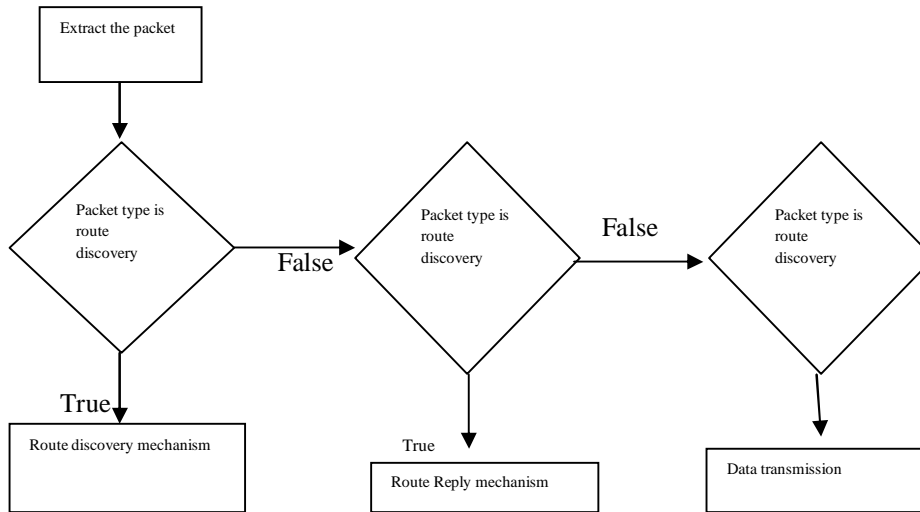 Extract the packet
Packet type is
route
discovery
False
Packet type is
route
discovery
False
Packet type is
route
discovery
True
Route discovery mechanism
True
Route Reply mechanism
Data transmission